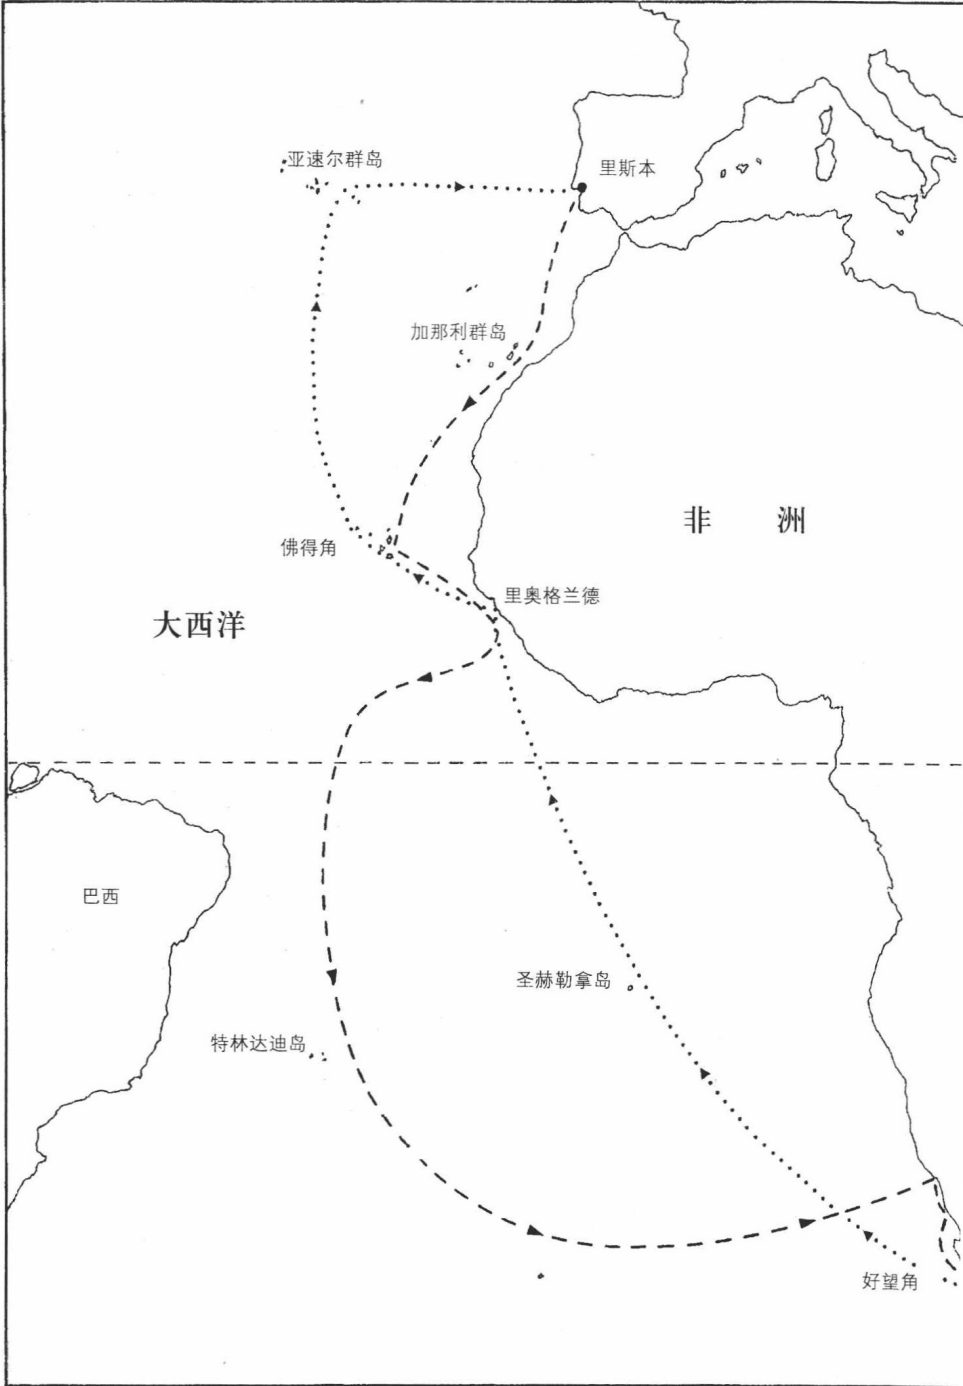 亚速尔群岛
里斯本
加那利群岛
非 洲
佛得角
里奥格兰德
大西洋
巴西
圣赫勒拿岛
特林达迪岛
好望角